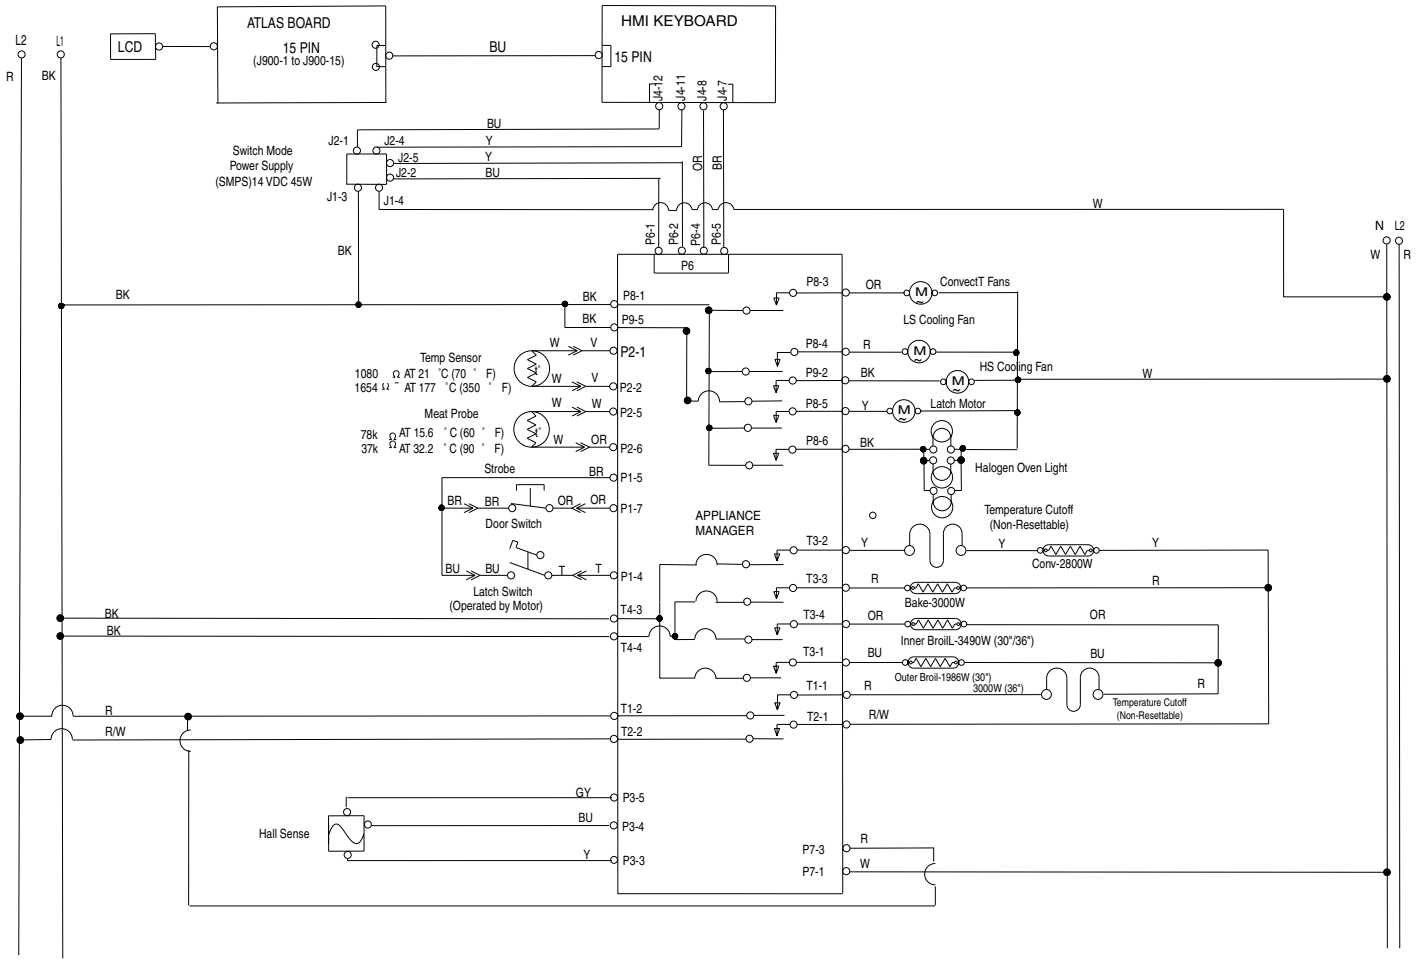 L2
L1
R
BK
LCD
ATLAS BOARD
15 PIN
(J900-1 to J900-15)
BU
HMI KEYBOARD
15 PIN
J4-12
J4-11
J4-8
J4-7
BU
Y
Y
BU
OR
BR
J2-1
J2-4
J2-5
J2-2
Switch Mode
Power Supply
(SMPS)14 VDC 45W
J1-3
J1-4
W
BK
P6-1
P6-2
P6-4
P6-5
P6
N
L2
W
R
BK
BK
P8-1
BK
P9-5
P8-3
OR
M
ConvectT Fans
LS Cooling Fan
P8-4
R
M
~
HS Cooling Fan
P9-2
BK
M
~
W
P8-5
Y
M
~
Latch Motor
P8-6
BK
Halogen Oven Light
Temp Sensor
1080 Ω AT 21 °C (70 ° F)
1654 Ω AT 177 °C (350 ° F)
W
V
P2-1
t°
W
V
P2-2
Meat Probe
78k Ω AT 15.6 °C (60 ° F)
37k Ω AT 32.2 °C (90 ° F)
W
W
P2-5
t°
W
OR
P2-6
Strobe
BR
P1-5
BR
BR
OR
OR
P1-7
Door Switch
BU
BU
T
T
P1-4
Latch Switch
(Operated by Motor)
APPLIANCE
MANAGER
Temperature Cutoff
(Non-Resettable)
T3-2
Y
Y
Y
Conv-2800W
T3-3
R
R
Bake-3000W
BK
T4-3
T3-4
OR
OR
Inner BroilL-3490W (30"/36")
BK
T4-4
T3-1
BU
BU
Outer Broil-1986W (30")
3000W (36")
T1-1
R
R
Temperature Cutoff
(Non-Resettable)
R
T1-2
T2-1
R/W
R/W
T2-2
GY
P3-5
BU
P3-4
Hall Sense
Y
P3-3
P7-3
R
P7-1
W